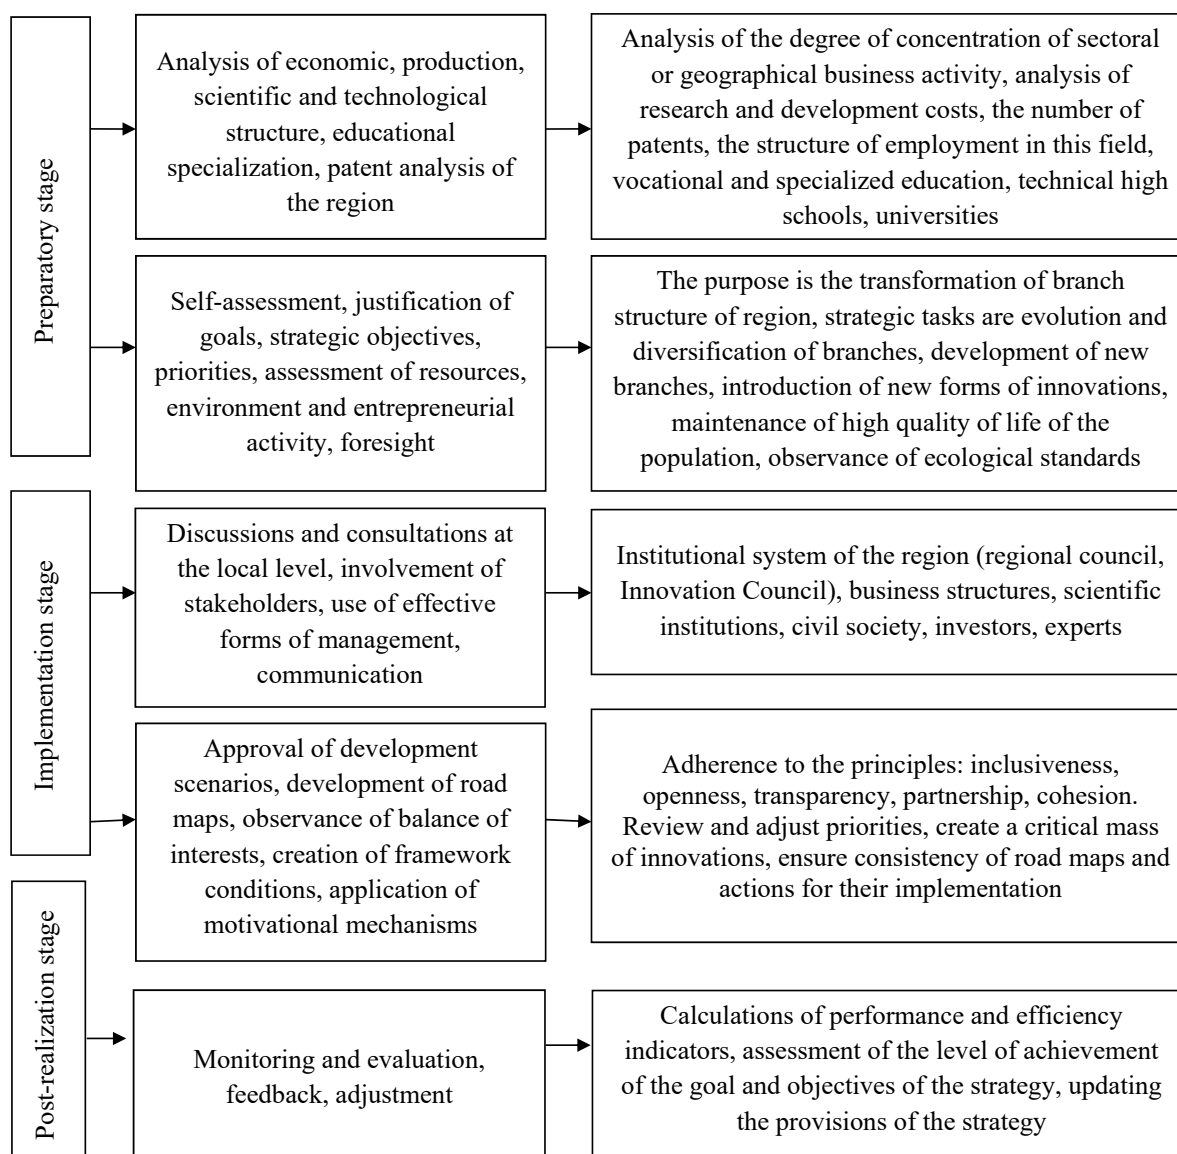 Preparatory stage
Analysis of economic, production,
scientific and technological
structure, educational
specialization, patent analysis of
the region
Analysis of the degree of concentration of sectoral
or geographical business activity, analysis of
research and development costs, the number of
patents, the structure of employment in this field,
vocational and specialized education, technical high
schools, universities
Self-assessment, justification of
goals, strategic objectives,
priorities, assessment of resources,
environment and entrepreneurial
activity, foresight
The purpose is the transformation of branch
structure of region, strategic tasks are evolution and
diversification of branches, development of new
branches, introduction of new forms of innovations,
maintenance of high quality of life of the
population, observance of ecological standards
Implementation stage
Discussions and consultations at
the local level, involvement of
stakeholders, use of effective
forms of management,
communication
Institutional system of the region (regional council,
Innovation Council), business structures, scientific
institutions, civil society, investors, experts
Approval of development
scenarios, development of road
maps, observance of balance of
interests, creation of framework
conditions, application of
motivational mechanisms
Adherence to the principles: inclusiveness,
openness, transparency, partnership, cohesion.
Review and adjust priorities, create a critical mass
of innovations, ensure consistency of road maps and
actions for their implementation
Post-realization stage
Monitoring and evaluation,
feedback, adjustment
Calculations of performance and efficiency
indicators, assessment of the level of achievement
of the goal and objectives of the strategy, updating
the provisions of the strategy